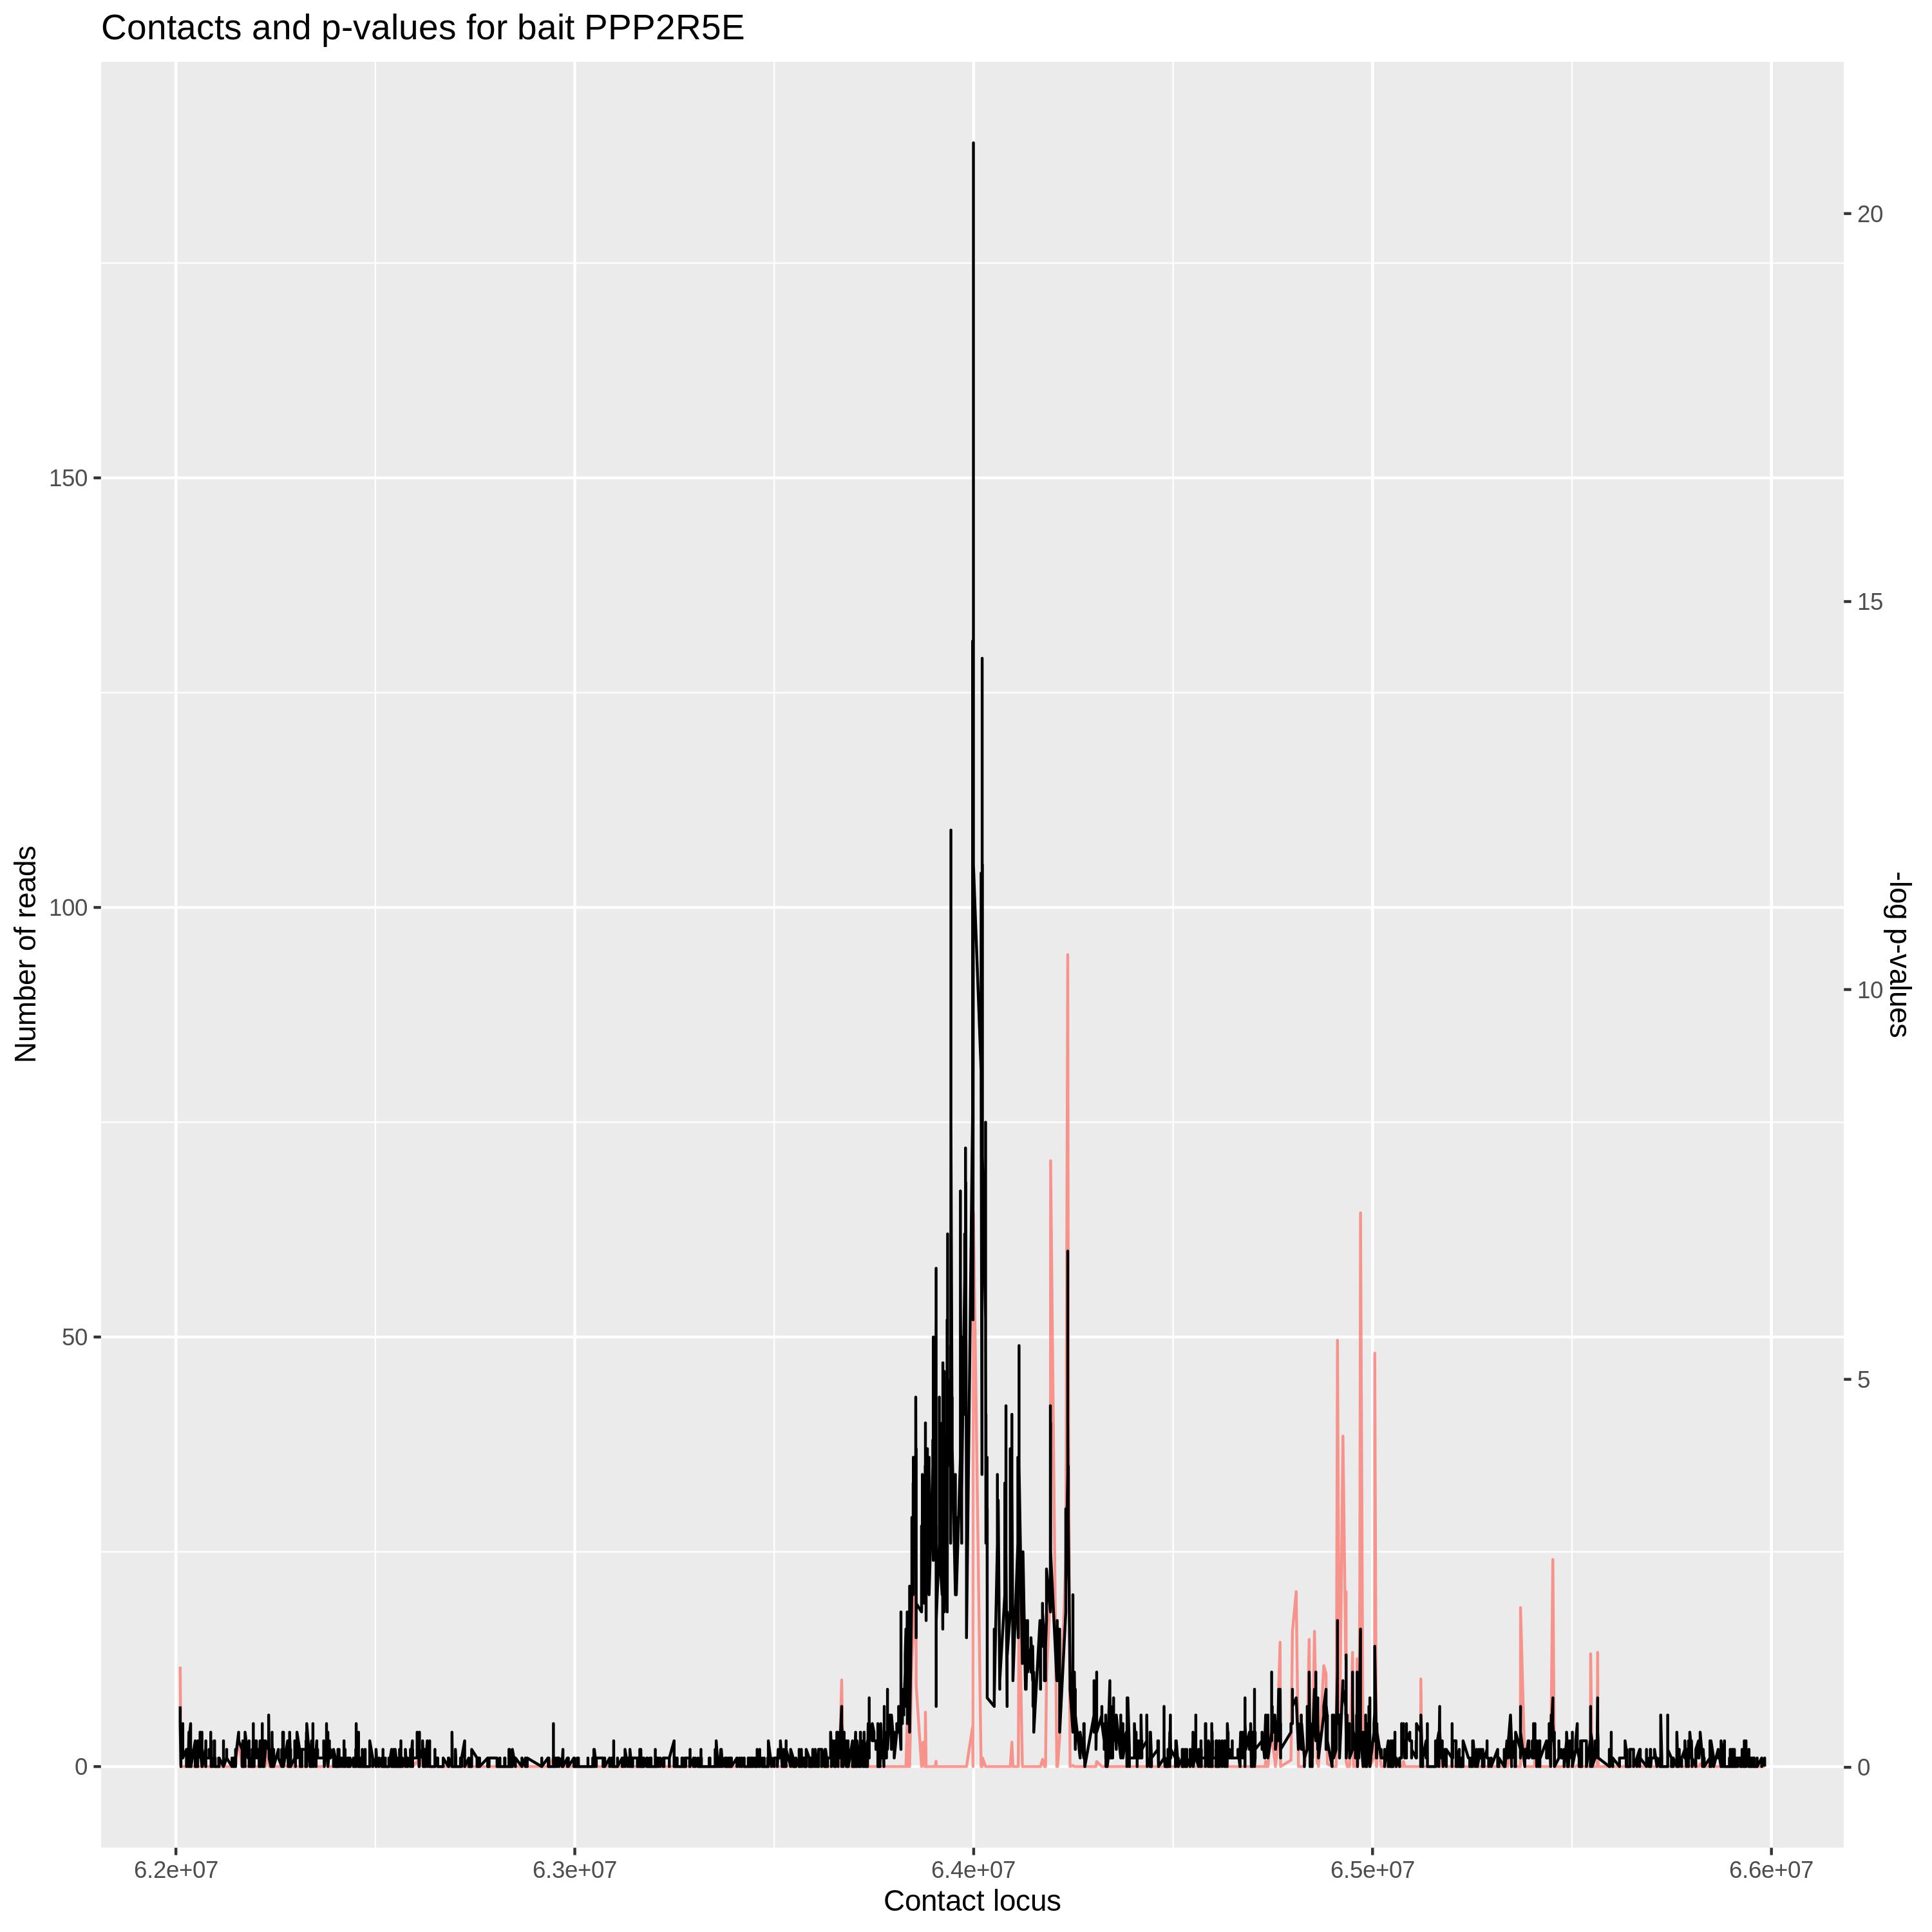 Contacts and p-values for bait PPP2R5E
20
150
15
100
10
50
5
0
0
Number of reads
-log p-values
6.2e+07
6.3e+07
6.4e+07
6.5e+07
6.6e+07
Contact locus